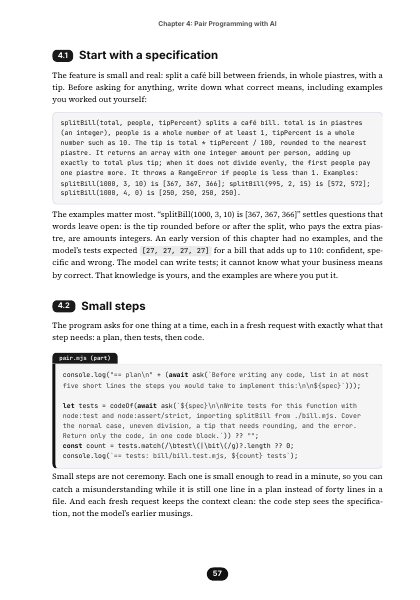 Chapter 4: Pair Programming with AI
4.1 Start with a specification
The feature is small and real: split a café bill between friends, in whole piastres, with a
tip. Before asking for anything, write down what correct means, including examples
you worked out yourself:
splitBill(total, people, tipPercent) splits a café bill. total is in piastres
(an integer), people is a whole number of at least 1, tipPercent is a whole
number such as 10. The tip is total * tipPercent / 100, rounded to the nearest
piastre. It returns an array with one integer amount per person, adding up
exactly to total plus tip; when it does not divide evenly, the first people pay
one piastre more. It throws a RangeError if people is less than 1. Examples:
splitBill(1000, 3, 10) is [367, 367, 366]; splitBill(995, 2, 15) is [572, 572];
splitBill(1000, 4, 0) is [250, 250, 250, 250].
The examples matter most. “splitBill(1000, 3, 10) is [367, 367, 366]” settles questions that
words leave open: is the tip rounded before or after the split, who pays the extra pias-
tre, are amounts integers. An early version of this chapter had no examples, and the
model’s tests expected [27, 27, 27, 27] for a bill that adds up to 110: confident, spe-
cific and wrong. The model can write tests; it cannot know what your business means
by correct. That knowledge is yours, and the examples are where you put it.
4.2 Small steps
The program asks for one thing at a time, each in a fresh request with exactly what that
step needs: a plan, then tests, then code.
pair.mjs (part)
console.log("== plan\n" + (await ask(`Before writing any code, list in at most
five short lines the steps you would take to implement this:\n\n${spec}`)));
let tests = codeOf(await ask(`${spec}\n\nWrite tests for this function with
node:test and node:assert/strict, importing splitBill from ./bill.mjs. Cover
the normal case, uneven division, a tip that needs rounding, and the error.
Return only the code, in one code block.`)) ?? "";
const count = tests.match(/\btest\(|\bit\(/g)?.length ?? 0;
console.log(`== tests: bill/bill.test.mjs, ${count} tests`);
Small steps are not ceremony. Each one is small enough to read in a minute, so you can
catch a misunderstanding while it is still one line in a plan instead of forty lines in a
file. And each fresh request keeps the context clean: the code step sees the specifica-
tion, not the model’s earlier musings.
57